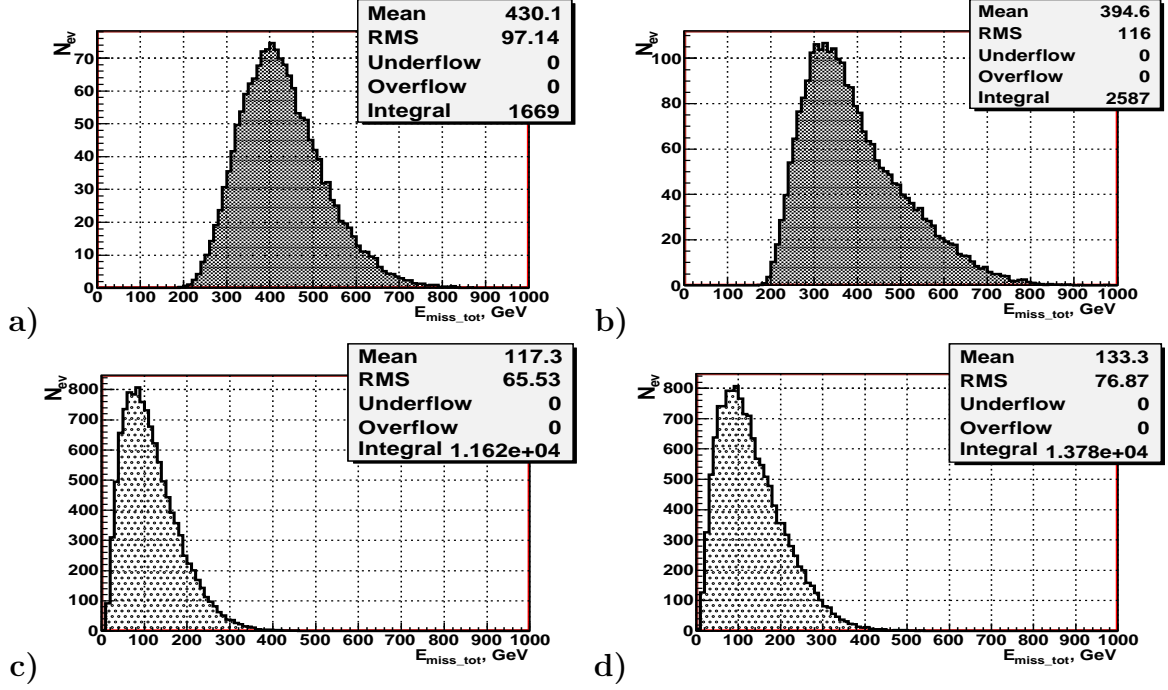 Mean 430.1
RMS 97.14
Underflow 0
Overflow 0
Integral 1669
N_ev
70
60
50
40
30
20
10
0
0 100 200 300 400 500 600 700 800 900 1000
E_miss_tot, GeV
a)
Mean 394.6
RMS 116
Underflow 0
Overflow 0
Integral 2587
N_ev
100
80
60
40
20
0
0 100 200 300 400 500 600 700 800 900 1000
E_miss_tot, GeV
b)
Mean 117.3
RMS 65.53
Underflow 0
Overflow 0
Integral 1.162e+04
N_ev
800
700
600
500
400
300
200
100
0
0 100 200 300 400 500 600 700 800 900 1000
E_miss_tot, GeV
c)
Mean 133.3
RMS 76.87
Underflow 0
Overflow 0
Integral 1.378e+04
N_ev
800
700
600
500
400
300
200
100
0
0 100 200 300 400 500 600 700 800 900 1000
E_miss_tot, GeV
d)